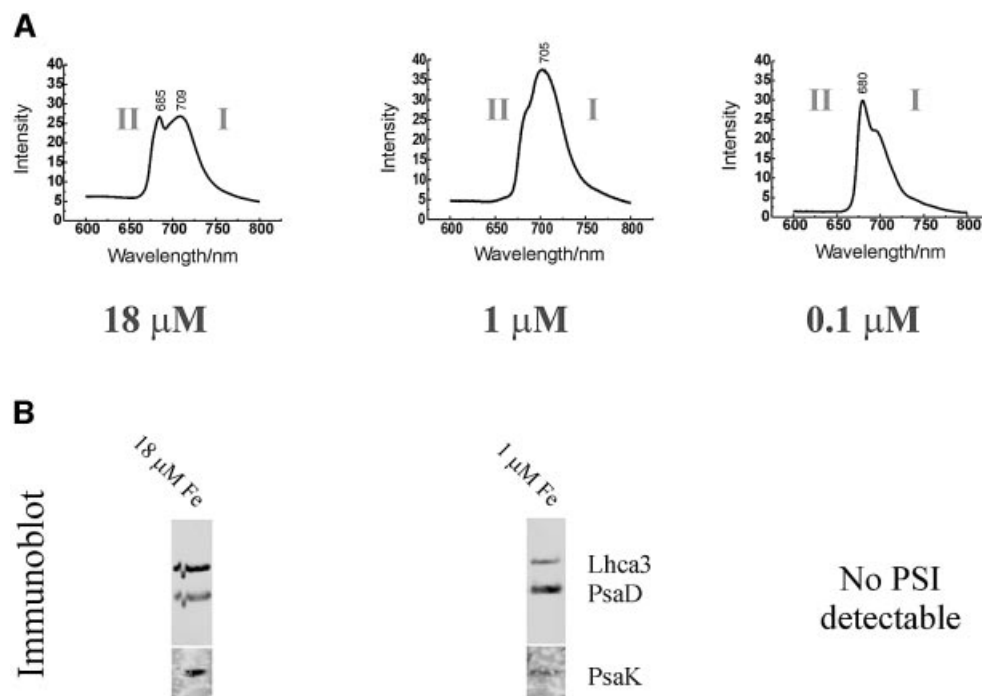 A
Intensity
40
35
30
25
20
15
10
5
0
685
709
II
I
600 650 700 750 800
Wavelength/nm
18 μM
Intensity
40
35
30
25
20
15
10
5
0
705
II
I
600 650 700 750 800
Wavelength/nm
1 μM
Intensity
40
35
30
25
20
15
10
5
0
680
II
I
600 650 700 750 800
Wavelength/nm
0.1 μM
B
Immunoblot
18 μM Fe
1 μM Fe
Lhca3
PsaD
PsaK
No PSI
detectable